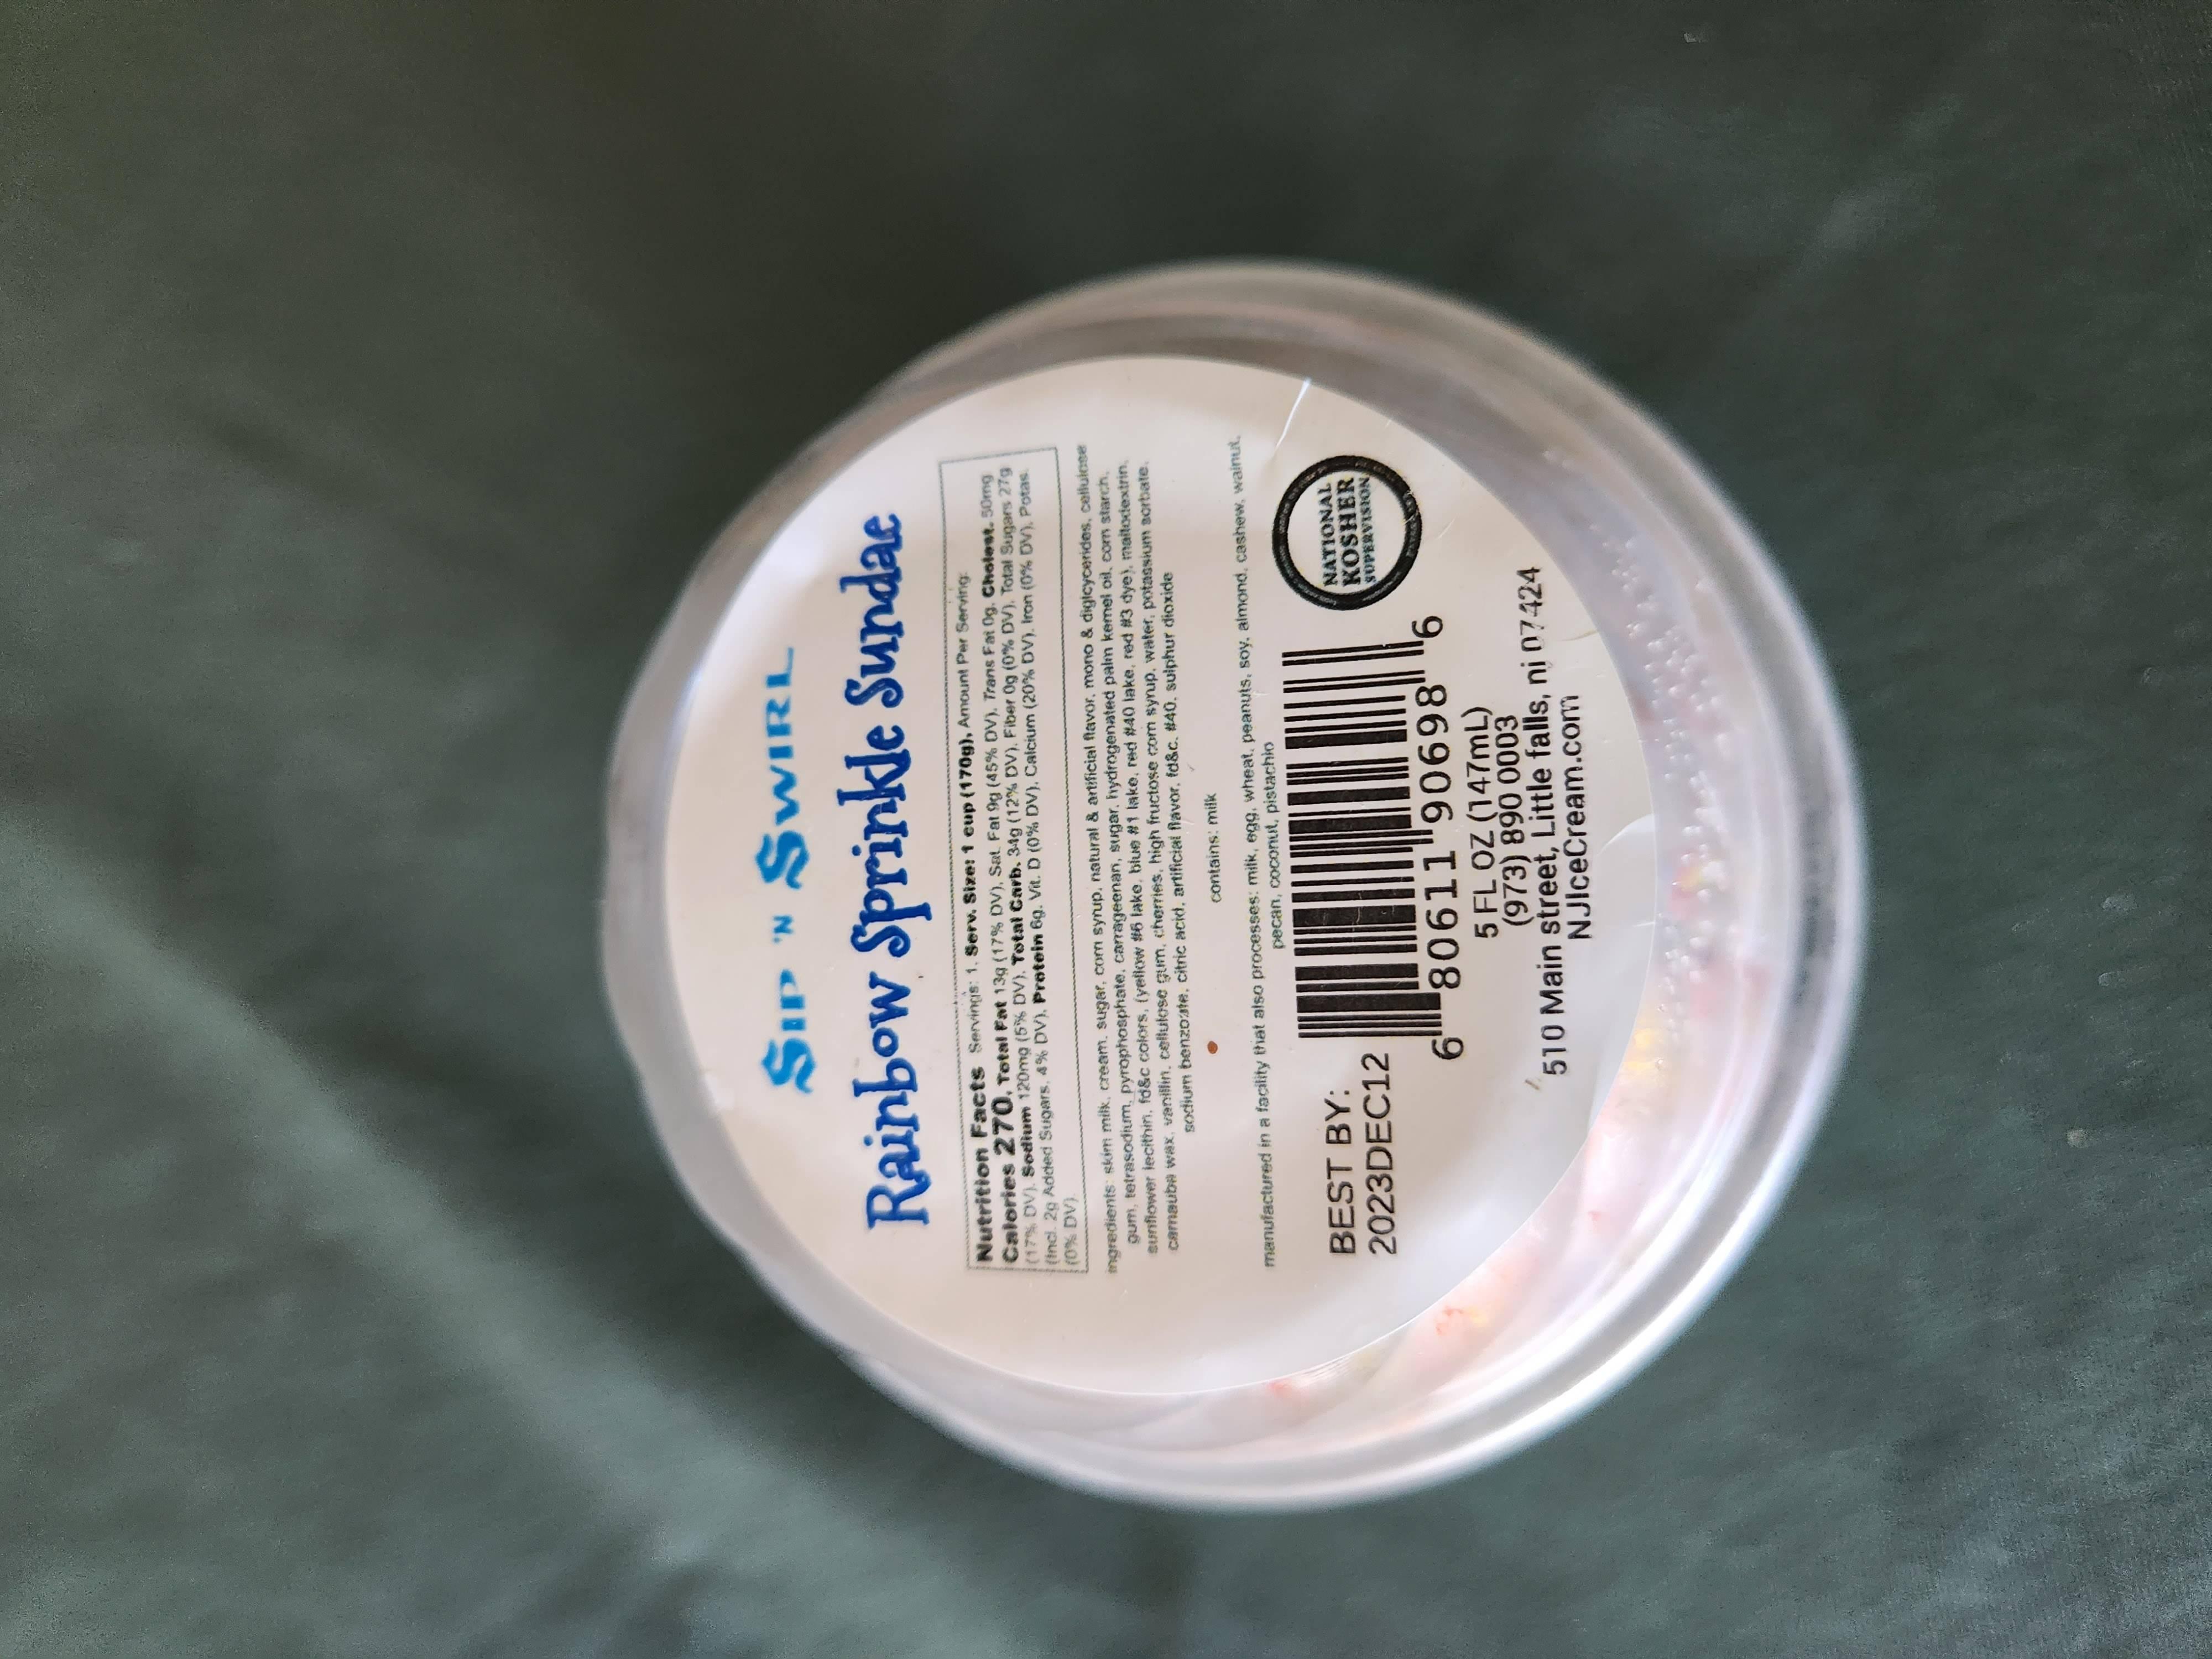 SIP 'N SWIRL
Rainbow Sprinkle Sundae
Nutrition Facts Servings: 1, Serv. Size: 1 cup (170g), Amount Per Serving:
Calories 270, Total Fat 13g (17% DV), Sat. Fat 9g (45% DV), Trans Fat 0g, Cholest. 50mg
(17% DV), Sodium 120mg (5% DV), Total Carb. 34g (12% DV), Fiber 0g (0% DV), Total Sugars 27g
(Incl. 2g Added Sugars, 4% DV), Protein 6g, Vit. D (0% DV), Calcium (20% DV), Iron (0% DV), Potas.
(0% DV).
ingredients: skim milk, cream, sugar, corn syrup, natural & artificial flavor, mono & diglcycerides, cellulose
gum, tetrasodium, pyrophosphate, carrageenan, sugar, hydrogenated palm kernel oil, corn starch,
sunflower lecithin, fd&c colors, (yellow #6 lake, blue #1 lake, red #40 lake, red #3 dye), maltodextrin,
carnauba wax, vanillin, cellulose gum, cherries, high fructose corn syrup, water, potassium sorbate,
sodium benzoate, citric acid, artificial flavor, fd&c. #40, sulphur dioxide
contains: milk
manufactured in a facility that also processes: milk, egg, wheat, peanuts, soy, almond, cashew, walnut,
pecan, coconut, pistachio
BEST BY:
2023DEC12
6 80611 90698 6
NATIONAL
KOSHER
SUPERVISION
5 FL OZ (147mL)
(973) 890 0003
510 Main street, Little falls, nj 07424
NJIceCream.com